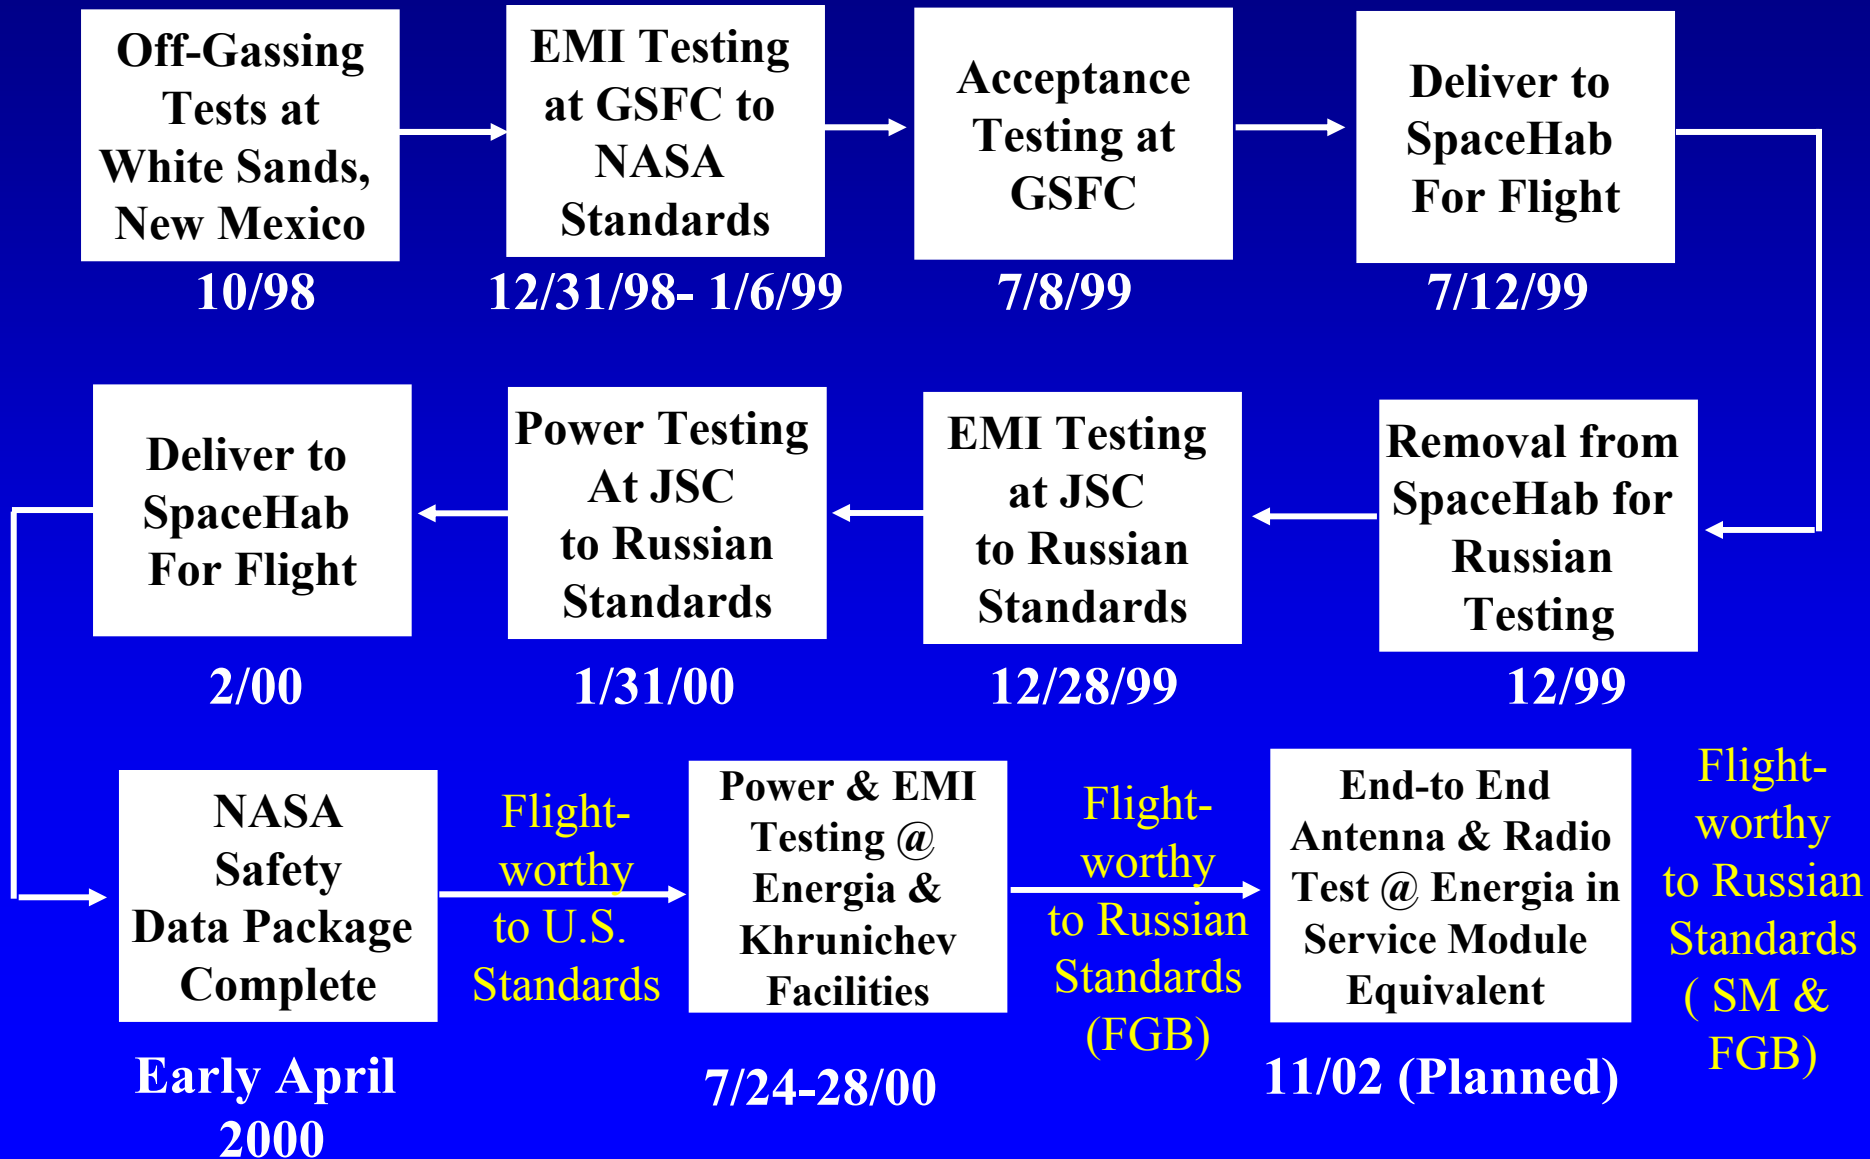 Off-Gassing
Tests at
White Sands,
New Mexico
10/98
EMI Testing
at GSFC to
NASA
Standards
12/31/98- 1/6/99
Acceptance
Testing at
GSFC
7/8/99
Deliver to
SpaceHab
For Flight
7/12/99
Removal from
SpaceHab for
Russian
Testing
12/99
EMI Testing
at JSC
to Russian
Standards
12/28/99
Power Testing
At JSC
to Russian
Standards
1/31/00
Deliver to
SpaceHab
For Flight
2/00
NASA
Safety
Data Package
Complete
Early April
2000
Flight-
worthy
to U.S.
Standards
Power & EMI
Testing @
Energia &
Khrunichev
Facilities
7/24-28/00
Flight-
worthy
to Russian
Standards
(FGB)
End-to End
Antenna & Radio
Test @ Energia in
Service Module
Equivalent
11/02 (Planned)
Flight-
worthy
to Russian
Standards
( SM &
FGB)